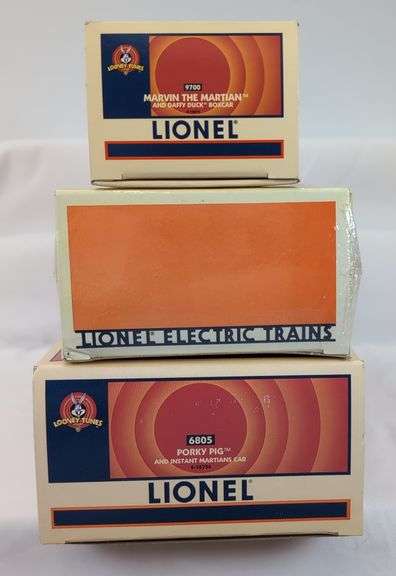 LOONEY TUNES
9700
MARVIN THE MARTIAN™
AND DAFFY DUCK™ BOXCAR
LIONEL®
LIONEL® ELECTRIC TRAINS
LOONEY TUNES
6805
PORKY PIG™
AND INSTANT MARTIANS CAR
LIONEL®